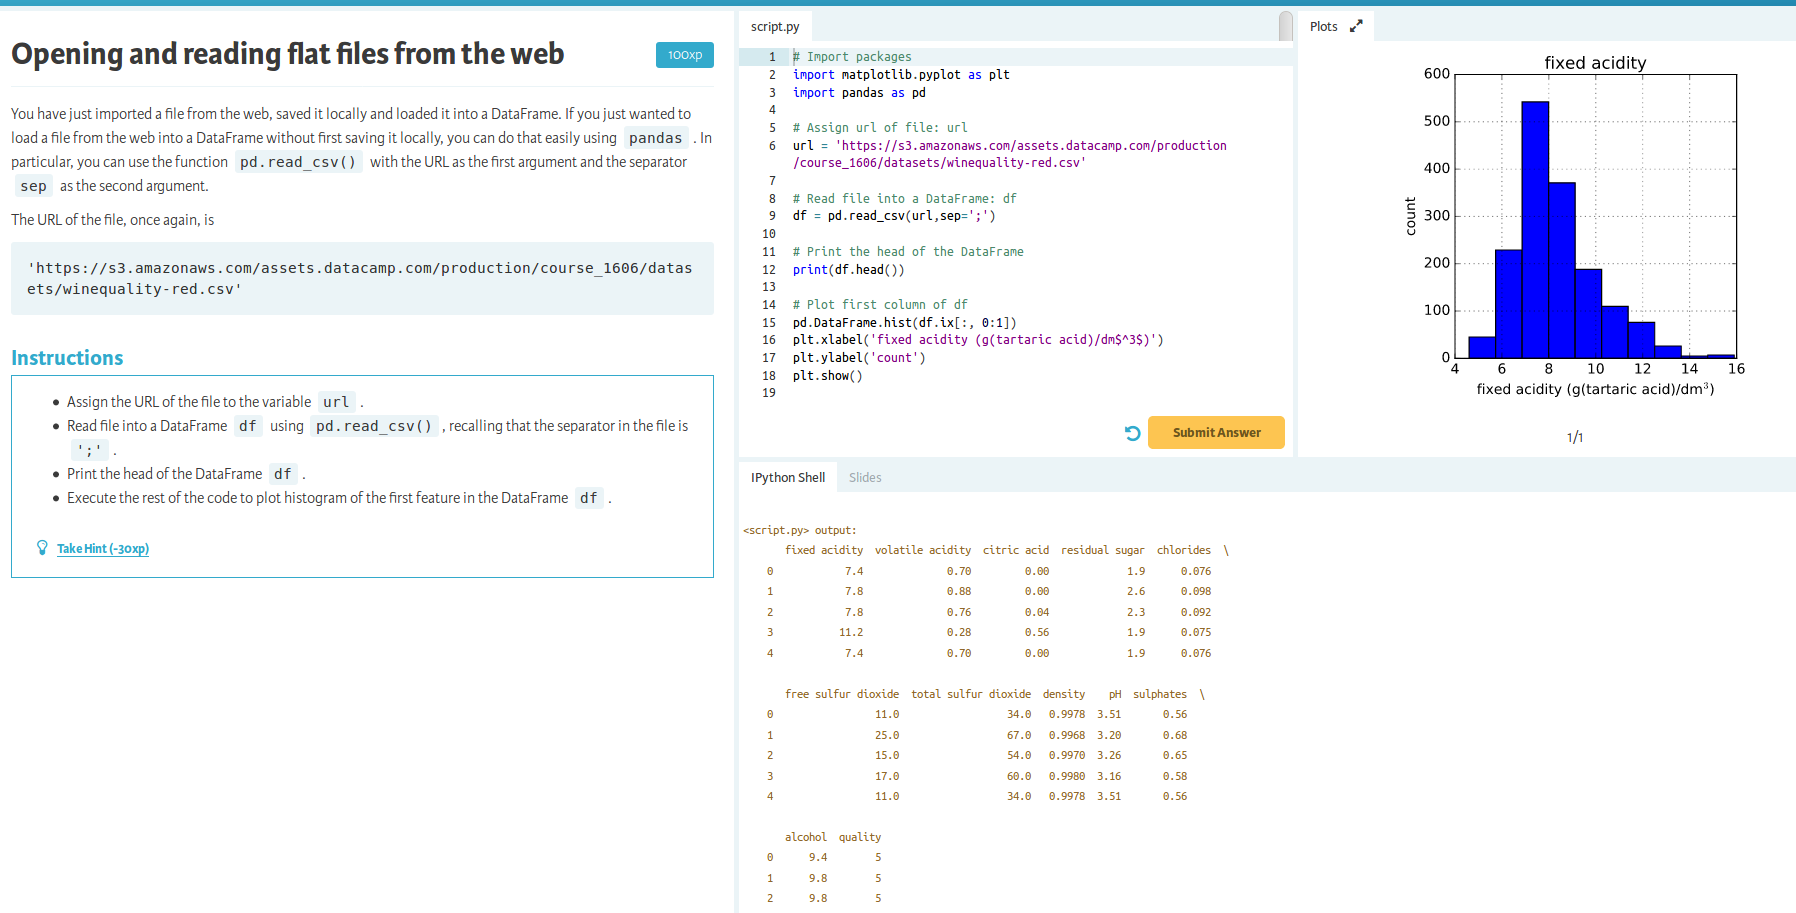 Opening and reading flat files from the web
100xp
You have just imported a file from the web, saved it locally and loaded it into a DataFrame. If you just wanted to
load a file from the web into a DataFrame without first saving it locally, you can do that easily using pandas . In
particular, you can use the function pd.read_csv() with the URL as the first argument and the separator
sep as the second argument.
The URL of the file, once again, is
'https://s3.amazonaws.com/assets.datacamp.com/production/course_1606/datas
ets/winequality-red.csv'
Instructions
● Assign the URL of the file to the variable url .
● Read file into a DataFrame df using pd.read_csv() , recalling that the separator in the file is
';' .
● Print the head of the DataFrame df .
● Execute the rest of the code to plot histogram of the first feature in the DataFrame df .
Take Hint (-30xp)
script.py
1 # Import packages
2 import matplotlib.pyplot as plt
3 import pandas as pd
4
5 # Assign url of file: url
6 url = 'https://s3.amazonaws.com/assets.datacamp.com/production
/course_1606/datasets/winequality-red.csv'
7
8 # Read file into a DataFrame: df
9 df = pd.read_csv(url,sep=';')
10
11 # Print the head of the DataFrame
12 print(df.head())
13
14 # Plot first column of df
15 pd.DataFrame.hist(df.ix[:, 0:1])
16 plt.xlabel('fixed acidity (g(tartaric acid)/dm$^3$)')
17 plt.ylabel('count')
18 plt.show()
19
Submit Answer
Plots
fixed acidity
600
500
400
300
200
100
0
count
4 6 8 10 12 14 16
fixed acidity (g(tartaric acid)/dm³)
1/1
IPython Shell Slides
<script.py> output:
fixed acidity volatile acidity citric acid residual sugar chlorides \
0 7.4 0.70 0.00 1.9 0.076
1 7.8 0.88 0.00 2.6 0.098
2 7.8 0.76 0.04 2.3 0.092
3 11.2 0.28 0.56 1.9 0.075
4 7.4 0.70 0.00 1.9 0.076
free sulfur dioxide total sulfur dioxide density pH sulphates \
0 11.0 34.0 0.9978 3.51 0.56
1 25.0 67.0 0.9968 3.20 0.68
2 15.0 54.0 0.9970 3.26 0.65
3 17.0 60.0 0.9980 3.16 0.58
4 11.0 34.0 0.9978 3.51 0.56
alcohol quality
0 9.4 5
1 9.8 5
2 9.8 5